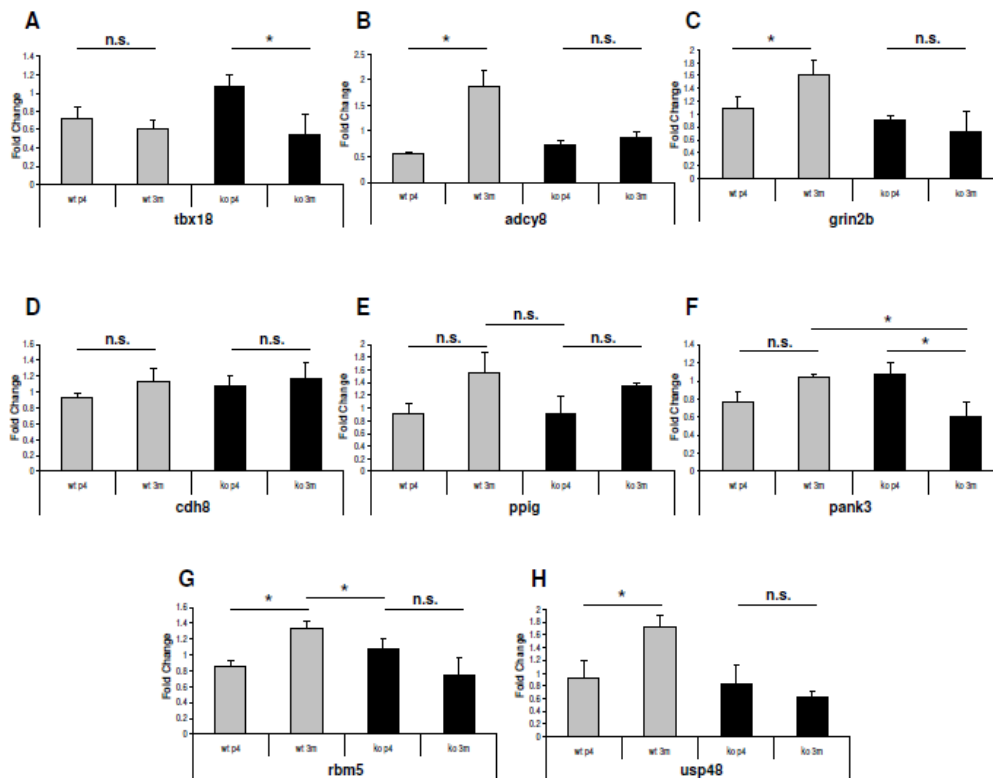 A B C
n.s. * * n.s. * n.s.
Fold Change
1.4
1.2
1
0.8
0.6
0.4
0.2
0
wt p4 wt 3m ko p4 ko 3m
tbx18
Fold Change
2.5
2
1.5
1
0.5
0
wt p4 wt 3m ko p4 ko 3m
adcy8
Fold Change
2
1.8
1.6
1.4
1.2
1
0.8
0.6
0.4
0.2
0
wt p4 wt 3m ko p4 ko 3m
grin2b
D E F
n.s. n.s.
Fold Change
1.6
1.4
1.2
1
0.8
0.6
0.4
0.2
0
wt p4 wt 3m ko p4 ko 3m
cdh8
n.s.
n.s. n.s.
Fold Change
2
1.8
1.6
1.4
1.2
1
0.8
0.6
0.4
0.2
0
wt p4 wt 3m ko p4 ko 3m
ppig
*
n.s. *
Fold Change
1.4
1.2
1
0.8
0.6
0.4
0.2
0
wt p4 wt 3m ko p4 ko 3m
pank3
G H
* * n.s.
Fold Change
1.6
1.4
1.2
1
0.8
0.6
0.4
0.2
0
wt p4 wt 3m ko p4 ko 3m
rbm5
* n.s.
Fold Change
2
1.8
1.6
1.4
1.2
1
0.8
0.6
0.4
0.2
0
wt p4 wt 3m ko p4 ko 3m
usp48